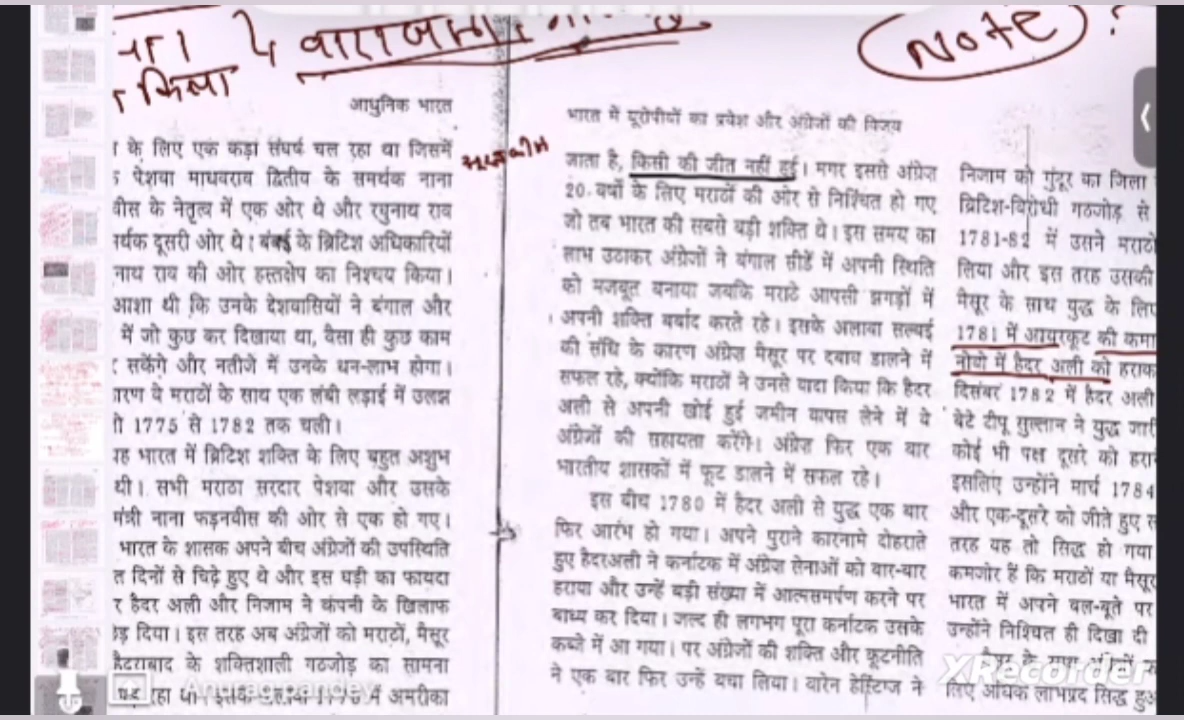 किला
Note ?
आधुनिक भारत
के लिए एक कड़ा संघर्ष चल रहा था जिसमें
पेशवा माधवराव द्वितीय के समर्थक नाना
वीस के नेतृत्व में एक ओर थे और रघुनाथ राव
मर्थक दूसरी ओर थे। बंबई के ब्रिटिश अधिकारियों
नाथ राव की ओर हस्तक्षेप का निश्चय किया।
आशा थी कि उनके देशवासियों ने बंगाल और
में जो कुछ कर दिखाया था, वैसा ही कुछ काम
सकेंगे और नतीजे में उनके धन-लाभ होगा।
ारण वे मराठों के साथ एक लंबी लड़ाई में उलझ
1775 से 1782 तक चली।
रह भारत में ब्रिटिश शक्ति के लिए बहुत अशुभ
थी। सभी मराठा सरदार पेशवा और उसके
मंत्री नाना फड़नवीस की ओर से एक हो गए।
भारत के शासक अपने बीच अंग्रेजों की उपस्थिति
त दिनों से चिढ़े हुए थे और इस घड़ी का फायदा
र हैदर अली और निजाम ने कंपनी के खिलाफ
छेड़ दिया। इस तरह अब अंग्रेजों को मराठों, मैसूर
हैदराबाद के शक्तिशाली गठजोड़ का सामना
रहा था। इसके अलावा 1776 में अमरीका
भारत में यूरोपीयों का प्रवेश और अंग्रेजों की विजय
जाता है, किसी की जीत नहीं हुई। मगर इससे अंग्रेज
20 वर्षों के लिए मराठों की ओर से निश्चिंत हो गए
जो तब भारत की सबसे बड़ी शक्ति थे। इस समय का
लाभ उठाकर अंग्रेजों ने बंगाल सीडें में अपनी स्थिति
को मजबूत बनाया जबकि मराठे आपसी झगड़ों में
अपनी शक्ति बर्बाद करते रहे। इसके अलावा सल्बई
की संधि के कारण अंग्रेज़ मैसूर पर दबाव डालने में
सफल रहे, क्योंकि मराठों ने उनसे वादा किया कि हैदर
अली से अपनी खोई हुई जमीन वापस लेने में वे
अंग्रेजों की सहायता करेंगे। अंग्रेज फिर एक बार
भारतीय शासकों में फूट डालने में सफल रहे।
इस बीच 1780 में हैदर अली से युद्ध एक बार
फिर आरंभ हो गया। अपने पुराने कारनामे दोहराते
हुए हैदरअली ने कर्नाटक में अंग्रेज सेनाओं को बार-बार
हराया और उन्हें बड़ी संख्या में आत्मसमर्पण करने पर
बाध्य कर दिया। जल्द ही लगभग पूरा कर्नाटक उसके
कब्जे में आ गया। पर अंग्रेजों की शक्ति और कूटनीति
ने एक बार फिर उन्हें बचा लिया। वारेन हेस्टिंग्ज ने
निजाम को गुंटूर का जिला
ब्रिटिश-विरोधी गठजोड़ से
1781-82 में उसने मराठो
लिया और इस तरह उसकी
मैसूर के साथ युद्ध के लिए
1781 में आयरकूट की कमा
नोवो में हैदर अली को हराक
दिसंबर 1782 में हैदर अली
बेटे टीपू सुल्तान ने युद्ध जारी
कोई भी पक्ष दूसरे को हरा
इसलिए उन्होंने मार्च 1784
और एक-दूसरे को जीते हुए
तरह यह तो सिद्ध हो गया
कमजोर हैं कि मराठों या मैसूर
भारत में अपने बल-बूते पर
उन्होंने निश्चित ही दिखा दी
लिए अधिक लाभप्रद सिद्ध हुआ
Anurag pandey
XRecorder